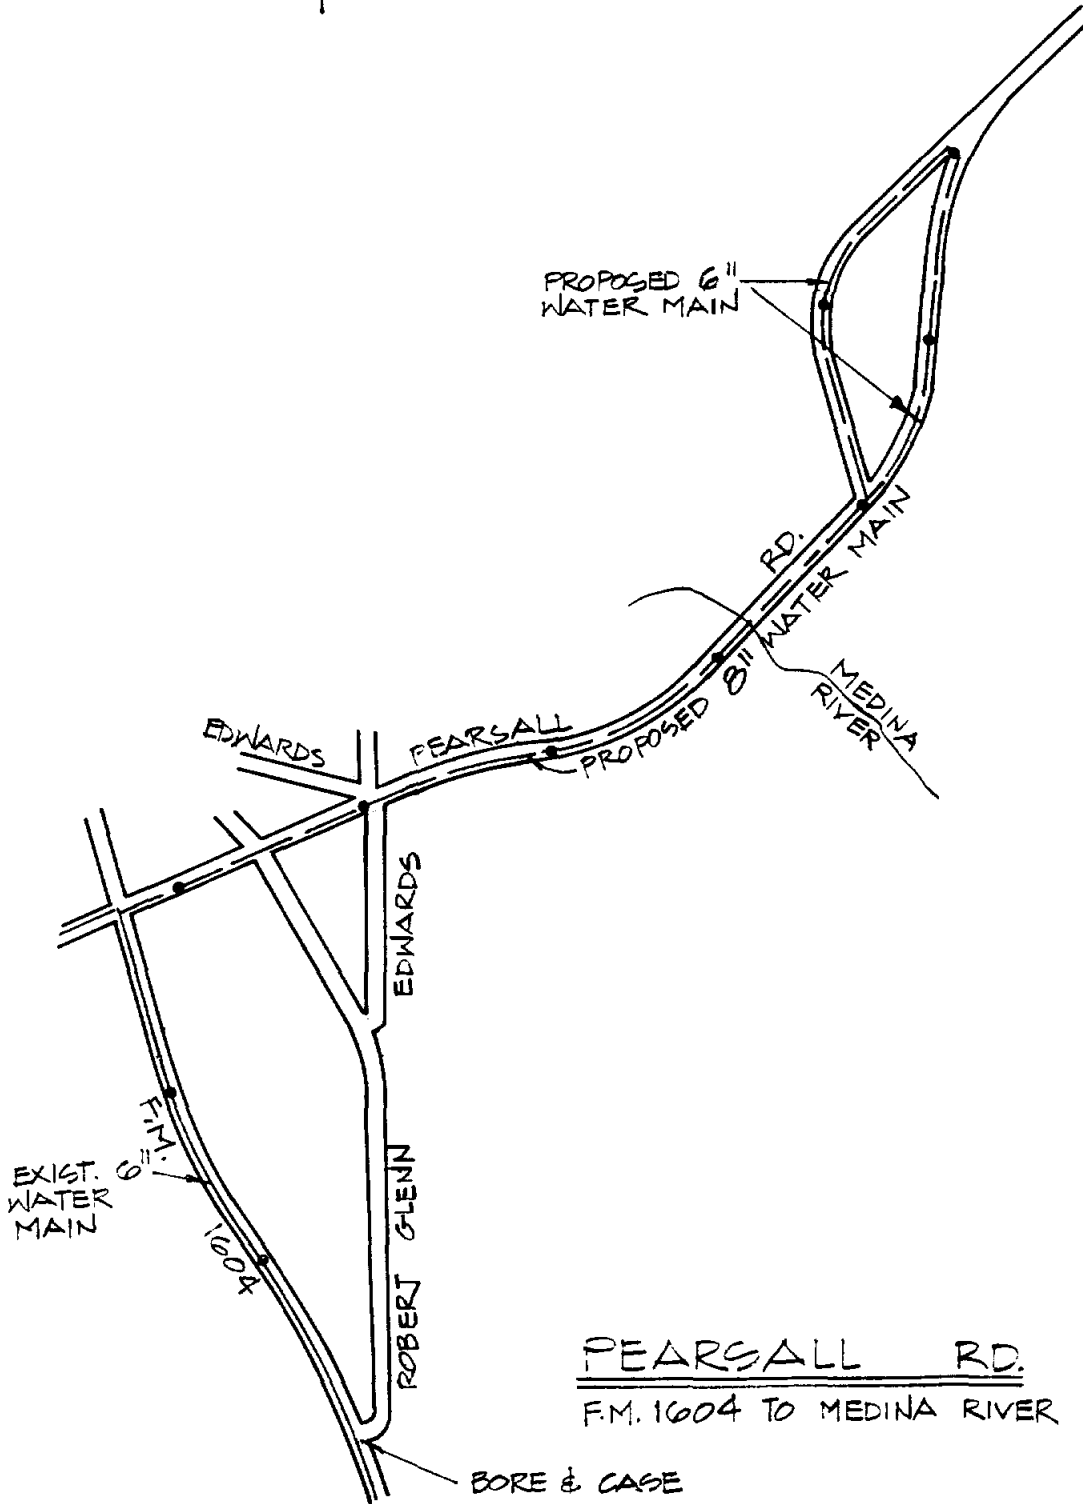 PROPOSED 6"
WATER MAIN
RD.
PROPOSED 8" WATER MAIN
MEDINA
RIVER
EDWARDS
PEARSALL
EDWARDS
F.M.
1604
EXIST. 6"
WATER
MAIN
ROBERT GLENN
PEARSALL RD.
F.M. 1604 TO MEDINA RIVER
BORE & CASE